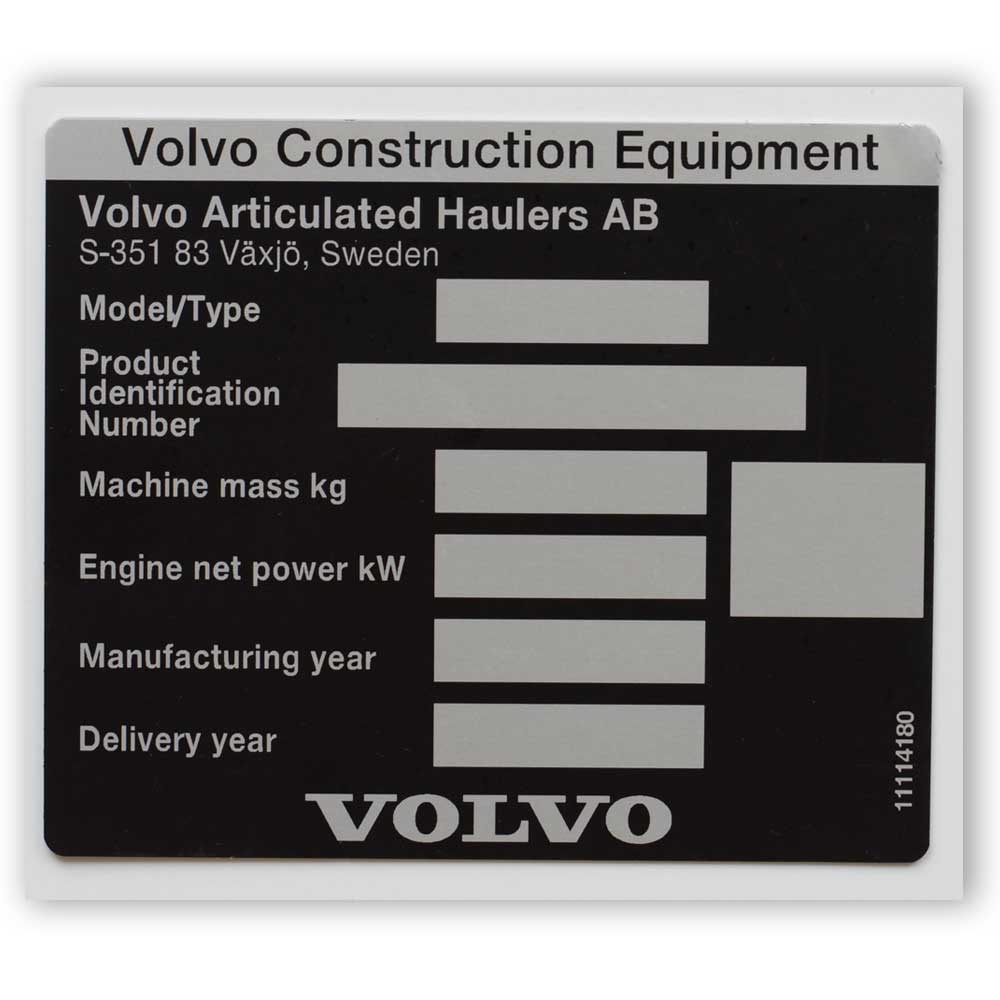 Volvo Construction Equipment
Volvo Articulated Haulers AB
S-351 83 Växjö, Sweden
Model/Type
Product
Identification
Number
Machine mass kg
Engine net power kW
Manufacturing year
Delivery year
11114180
VOLVO